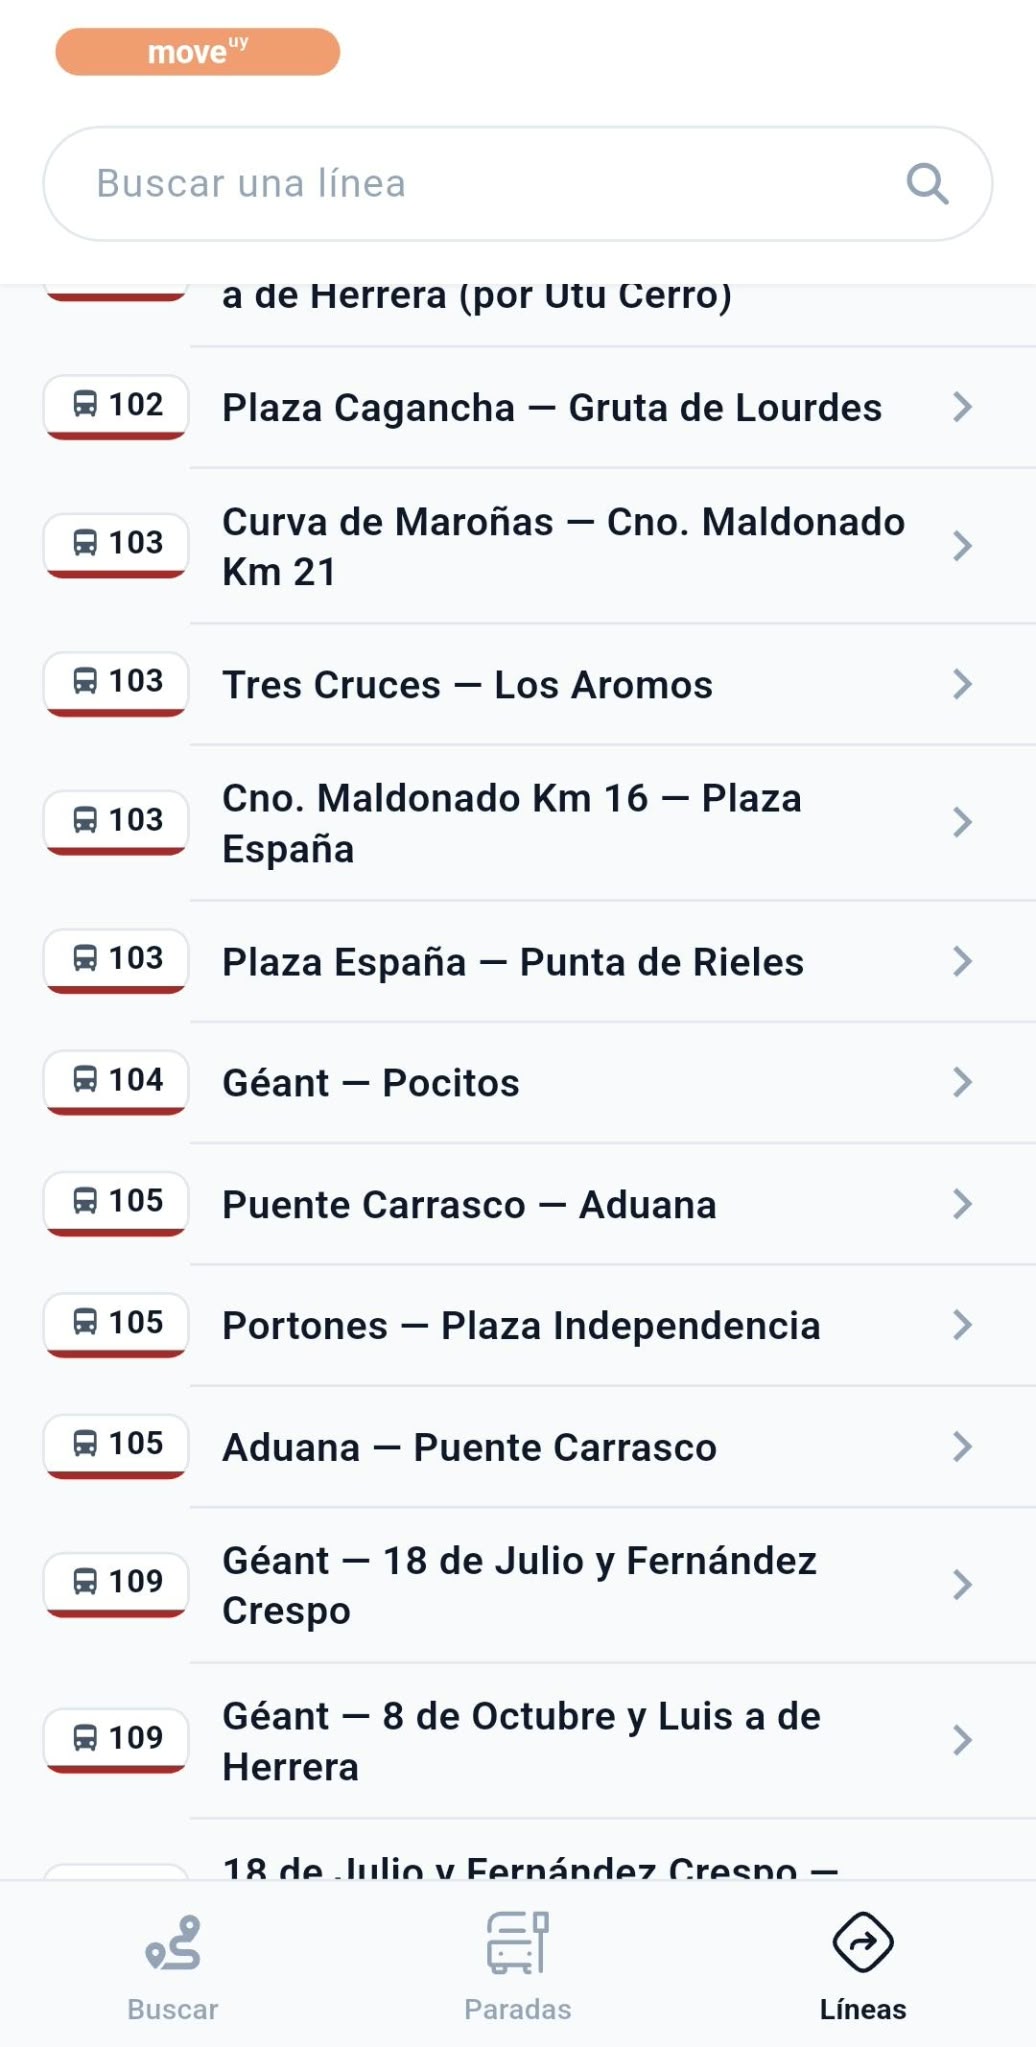 move uy
Buscar una línea
a de Herrera (por Utu Cerro)
102
Plaza Cagancha — Gruta de Lourdes
103
Curva de Maroñas — Cno. Maldonado
Km 21
103
Tres Cruces — Los Aromos
103
Cno. Maldonado Km 16 — Plaza
España
103
Plaza España — Punta de Rieles
104
Géant — Pocitos
105
Puente Carrasco — Aduana
105
Portones — Plaza Independencia
105
Aduana — Puente Carrasco
109
Géant — 18 de Julio y Fernández
Crespo
109
Géant — 8 de Octubre y Luis a de
Herrera
18 de Julio y Fernández Crespo —
Buscar
Paradas
Líneas